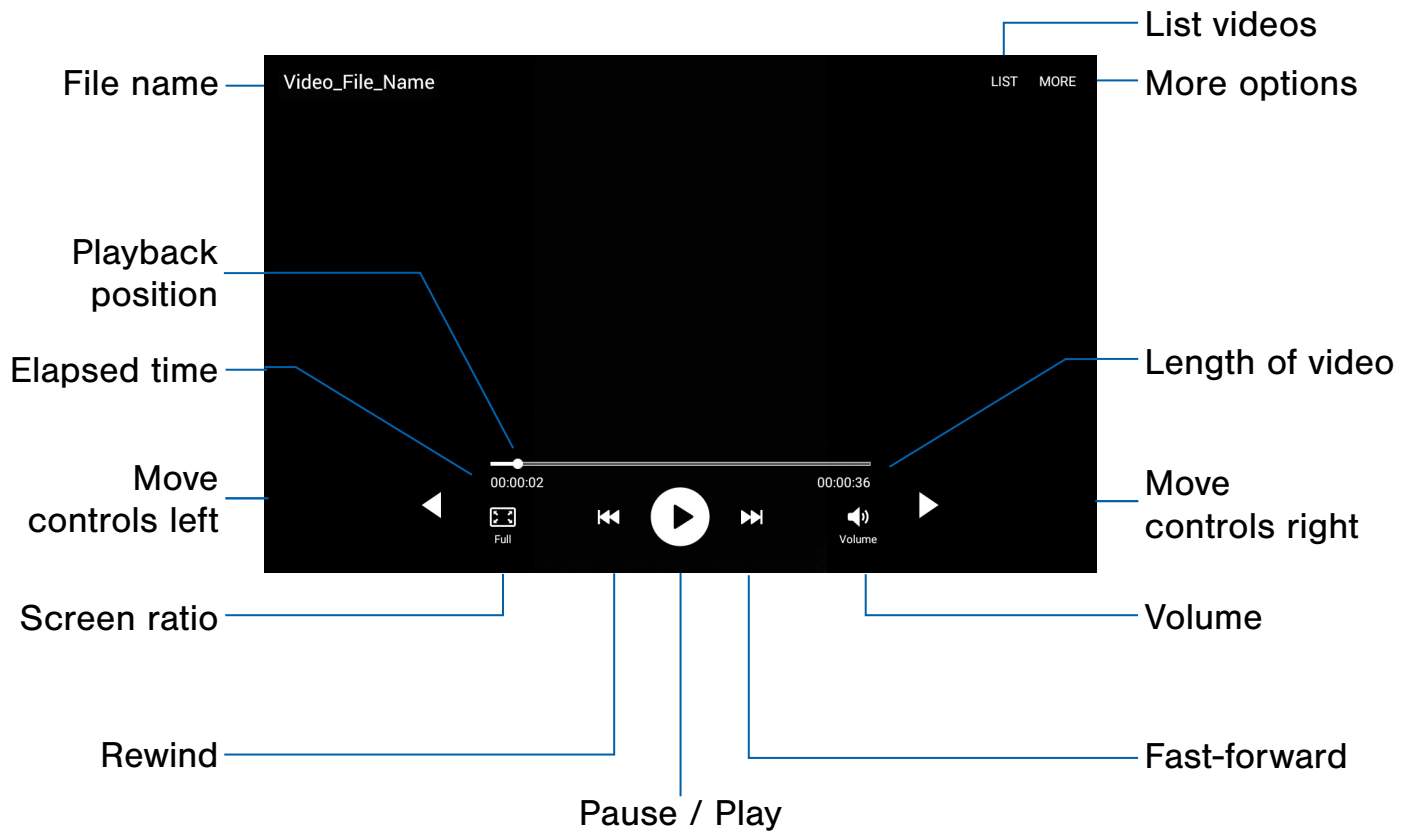 List videos
File name
Video_File_Name
LIST MORE
More options
Playback
position
Elapsed time
Length of video
00:00:02
00:00:36
Move
controls left
Move
controls right
Full
Volume
Screen ratio
Volume
Rewind
Fast-forward
Pause / Play